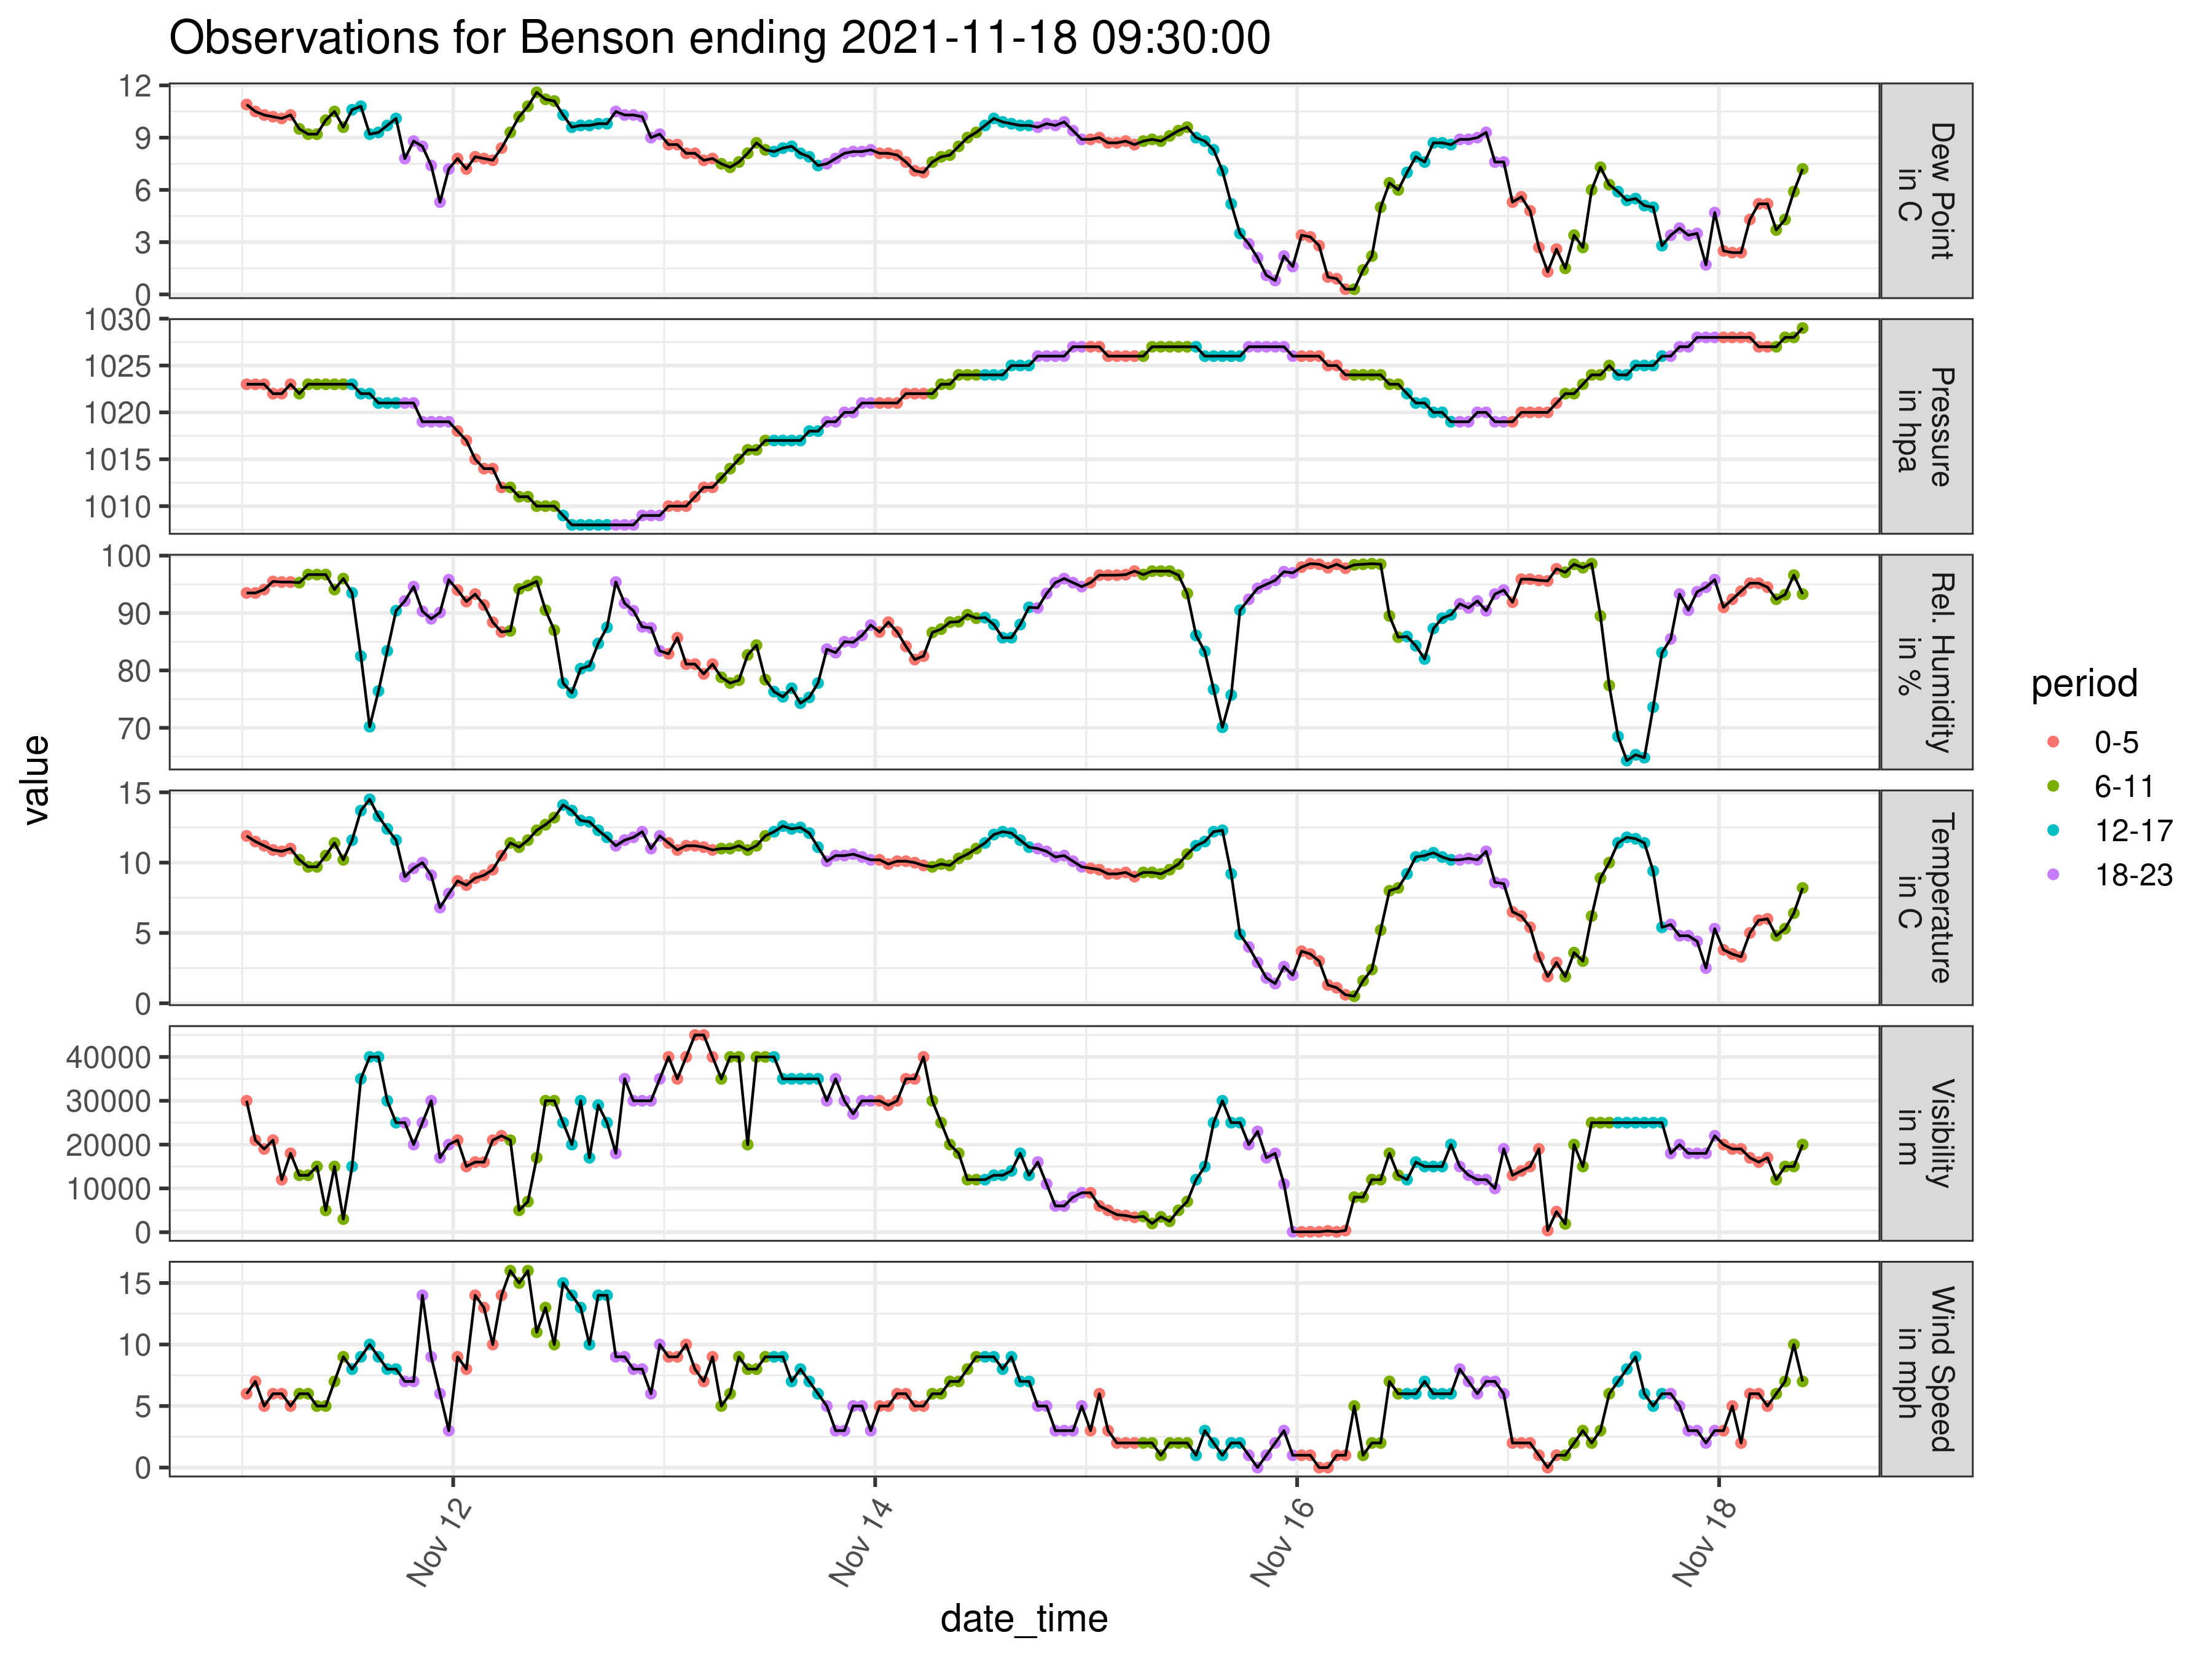 Observations for Benson ending 2021-11-18 09:30:00
value
12
9
6
3
0
Dew Point
in C
1030
1025
1020
1015
1010
Pressure
in hpa
100
90
80
70
Rel. Humidity
in %
15
10
5
0
Temperature
in C
40000
30000
20000
10000
0
Visibility
in m
15
10
5
0
Wind Speed
in mph
Nov 12
Nov 14
Nov 16
Nov 18
date_time
period
0-5
6-11
12-17
18-23